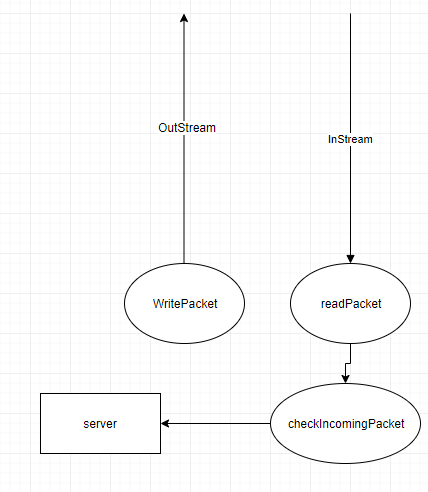 OutStream
InStream
WritePacket
readPacket
server
checkIncomingPacket